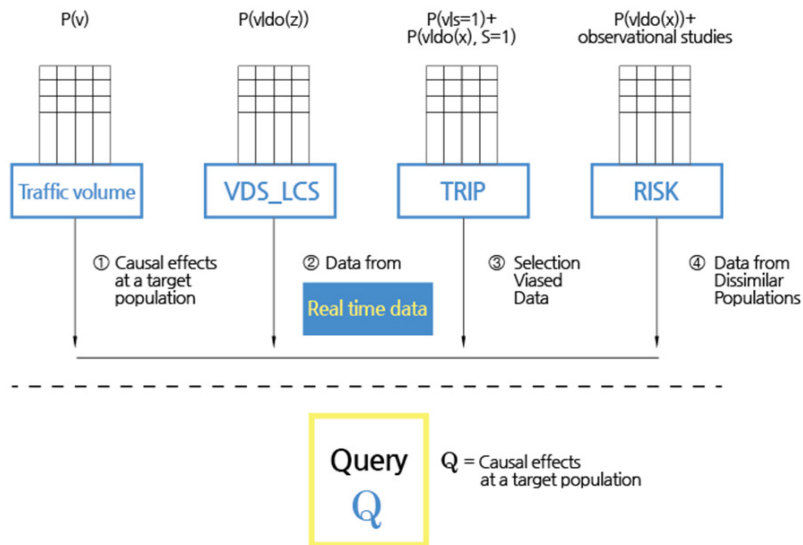 P(v)
P(v|do(z)
P(v|s=1)+
P(v|do(x), S=1)
P(v|do(x))+
observational studies
Traffic volume
VDS_LCS
TRIP
RISK
① Causal effects
at a target
population
② Data from
Real time data
③ Selection
Viased
Data
④ Data from
Dissimilar
Populations
Query
Q
Q = Causal effects
at a target population